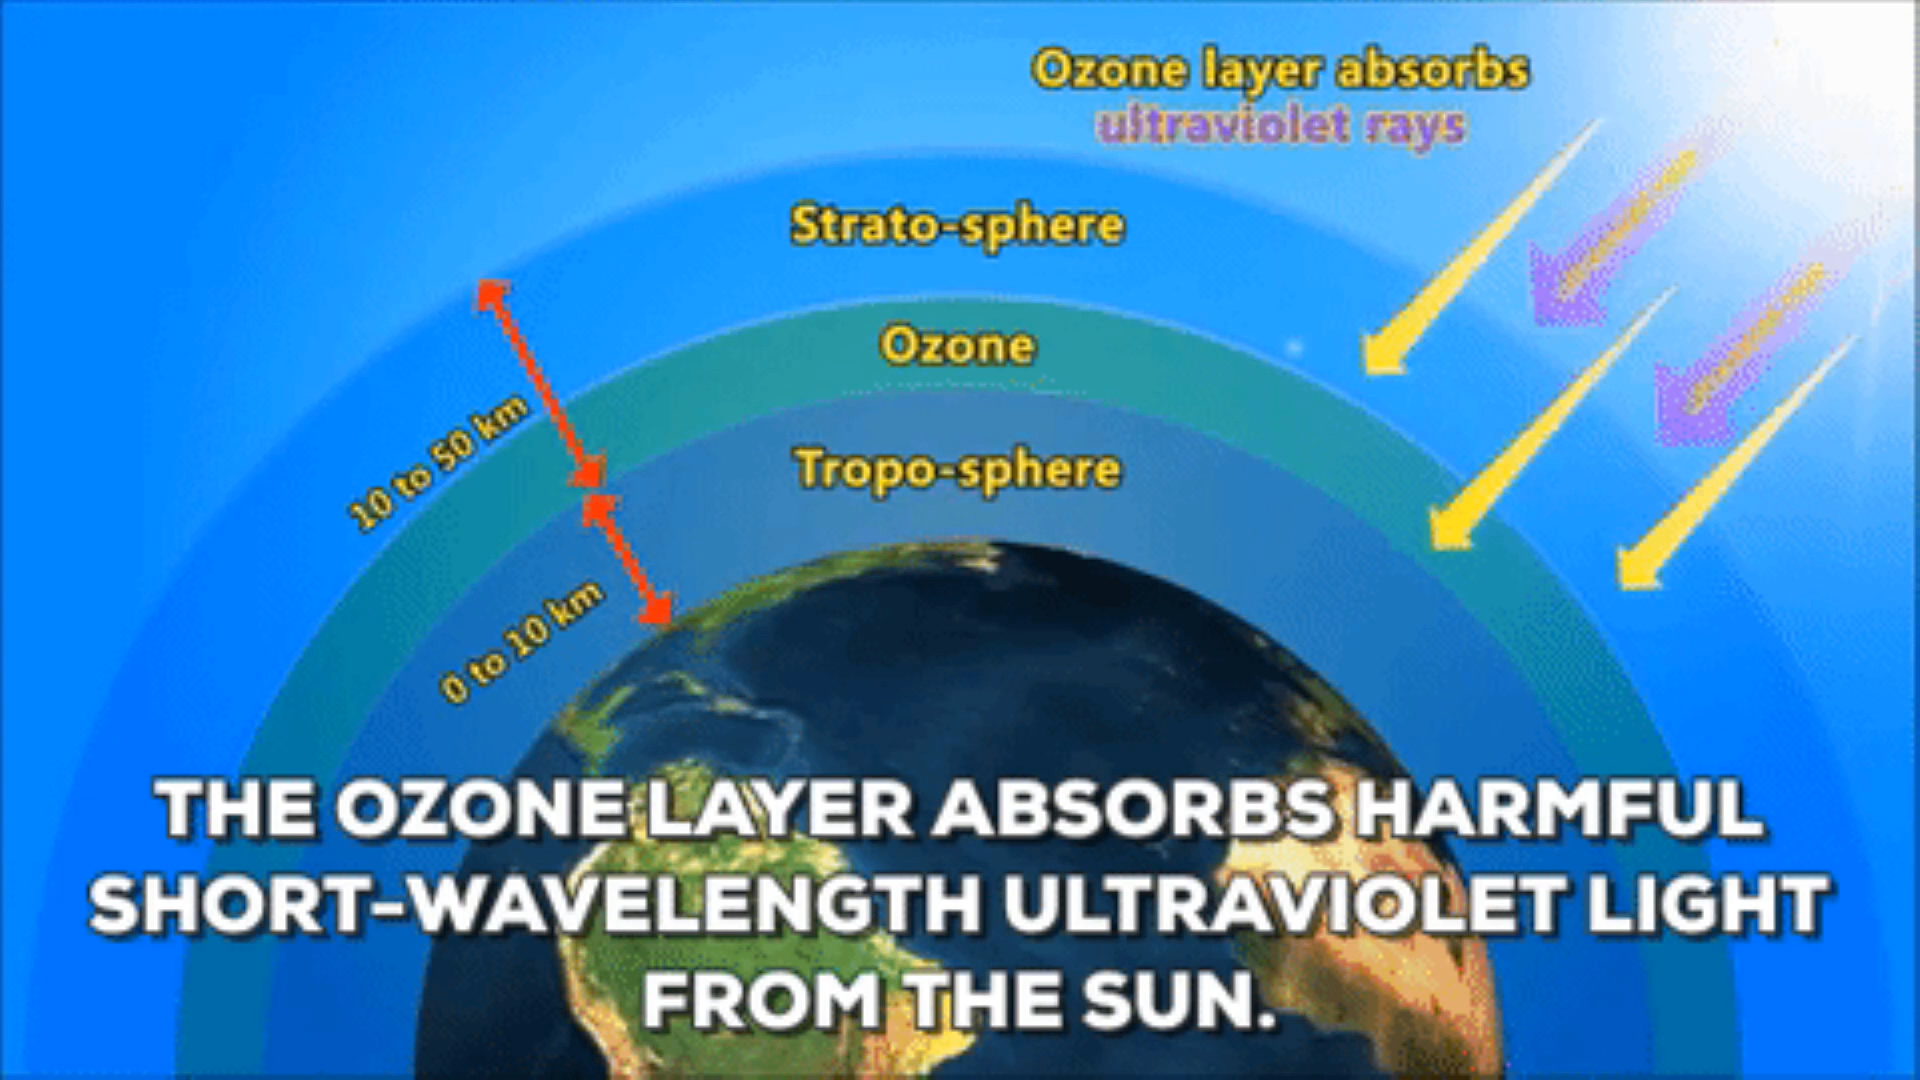 Ozone layer absorbs
ultraviolet rays
Strato-sphere
Ozone
10 to 50 km
Tropo-sphere
0 to 10 km
THE OZONE LAYER ABSORBS HARMFUL
SHORT-WAVELENGTH ULTRAVIOLET LIGHT
FROM THE SUN.